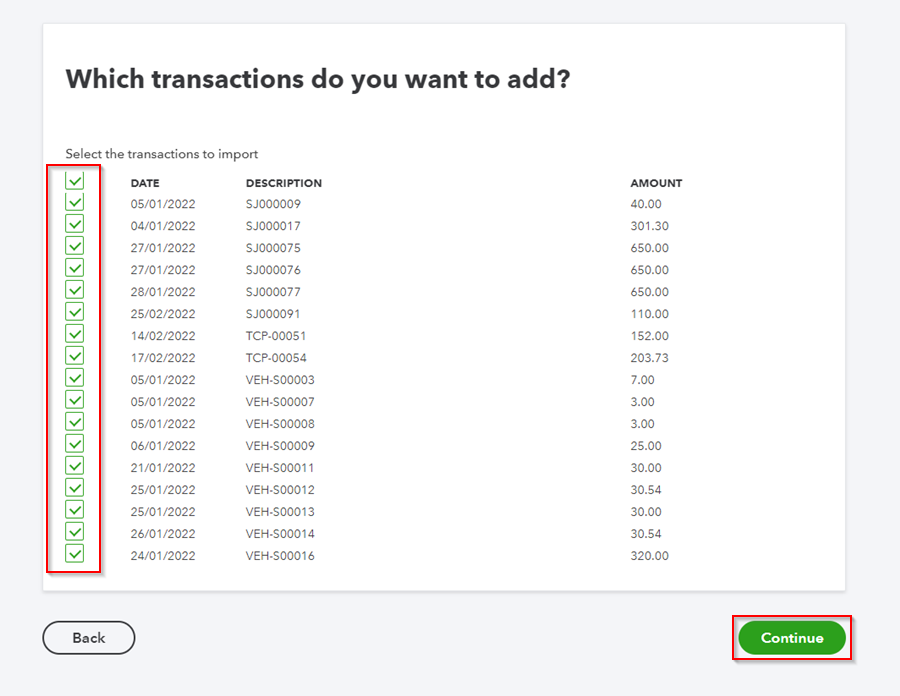 Which transactions do you want to add?
Select the transactions to import
DATE DESCRIPTION AMOUNT
05/01/2022 SJ000009 40.00
04/01/2022 SJ000017 301.30
27/01/2022 SJ000075 650.00
27/01/2022 SJ000076 650.00
28/01/2022 SJ000077 650.00
25/02/2022 SJ000091 110.00
14/02/2022 TCP-00051 152.00
17/02/2022 TCP-00054 203.73
05/01/2022 VEH-S00003 7.00
05/01/2022 VEH-S00007 3.00
05/01/2022 VEH-S00008 3.00
06/01/2022 VEH-S00009 25.00
21/01/2022 VEH-S00011 30.00
25/01/2022 VEH-S00012 30.54
25/01/2022 VEH-S00013 30.00
26/01/2022 VEH-S00014 30.54
24/01/2022 VEH-S00016 320.00
Back Continue